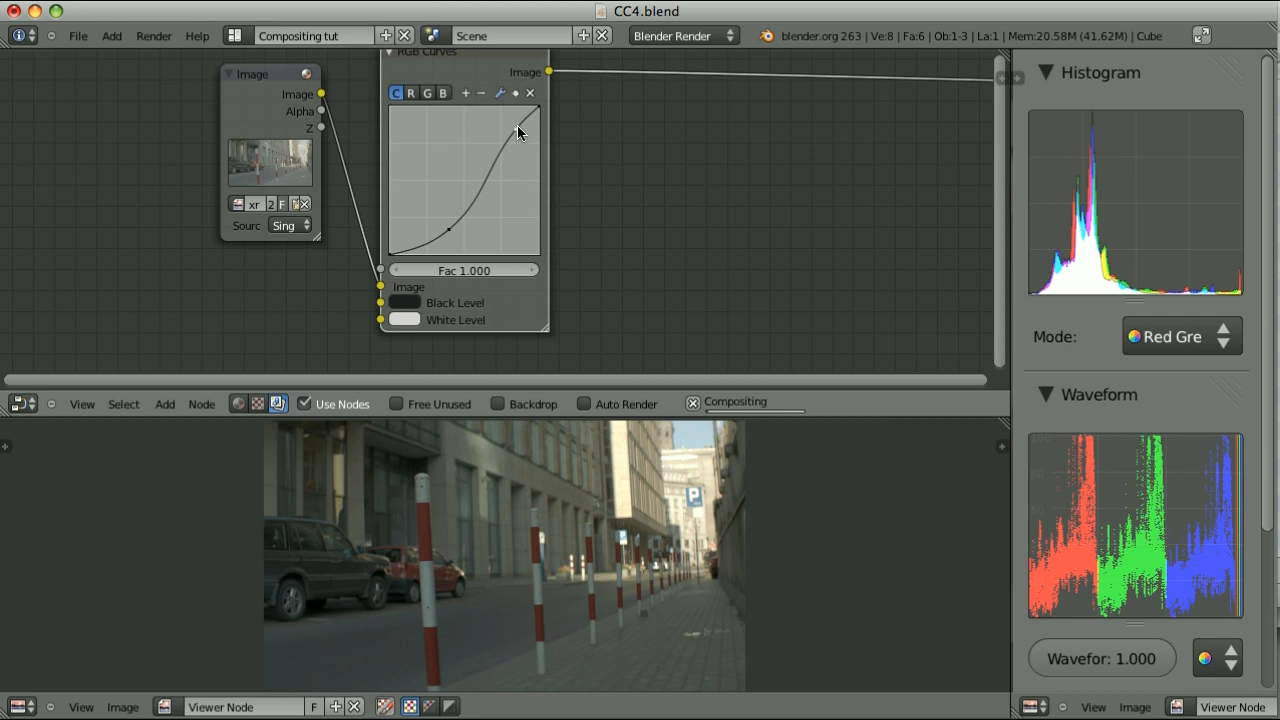 CC4.blend
File Add Render Help Compositing tut Scene Blender Render blender.org 263 | Ve:8 | Fa:6 | Ob:1-3 | La:1 | Mem:20.58M (41.62M) | Cube
RGB Curves
Image
Image
Alpha
Z
xr 2 F
Sourc Sing
Image
C R G B
Fac 1.000
Image
Black Level
White Level
View Select Add Node Use Nodes Free Unused Backdrop Auto Render Compositing
P
View Image Viewer Node F
Histogram
Mode: Red Gre
Waveform
Wavefor: 1.000
View Image Viewer Node